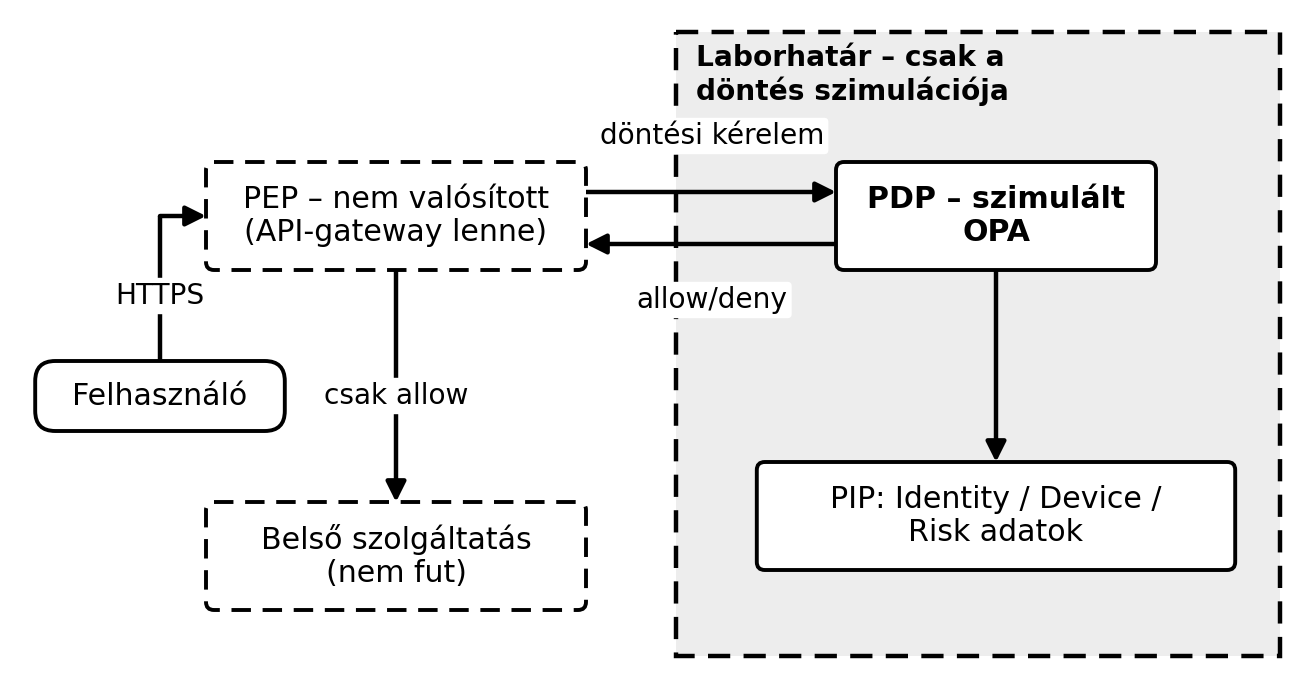 Laborhatár – csak a
döntés szimulációja
döntési kérelem
PEP – nem valósított
(API-gateway lenne)
PDP – szimulált
OPA
HTTPS
allow/deny
Felhasználó
csak allow
PIP: Identity / Device /
Risk adatok
Belső szolgáltatás
(nem fut)